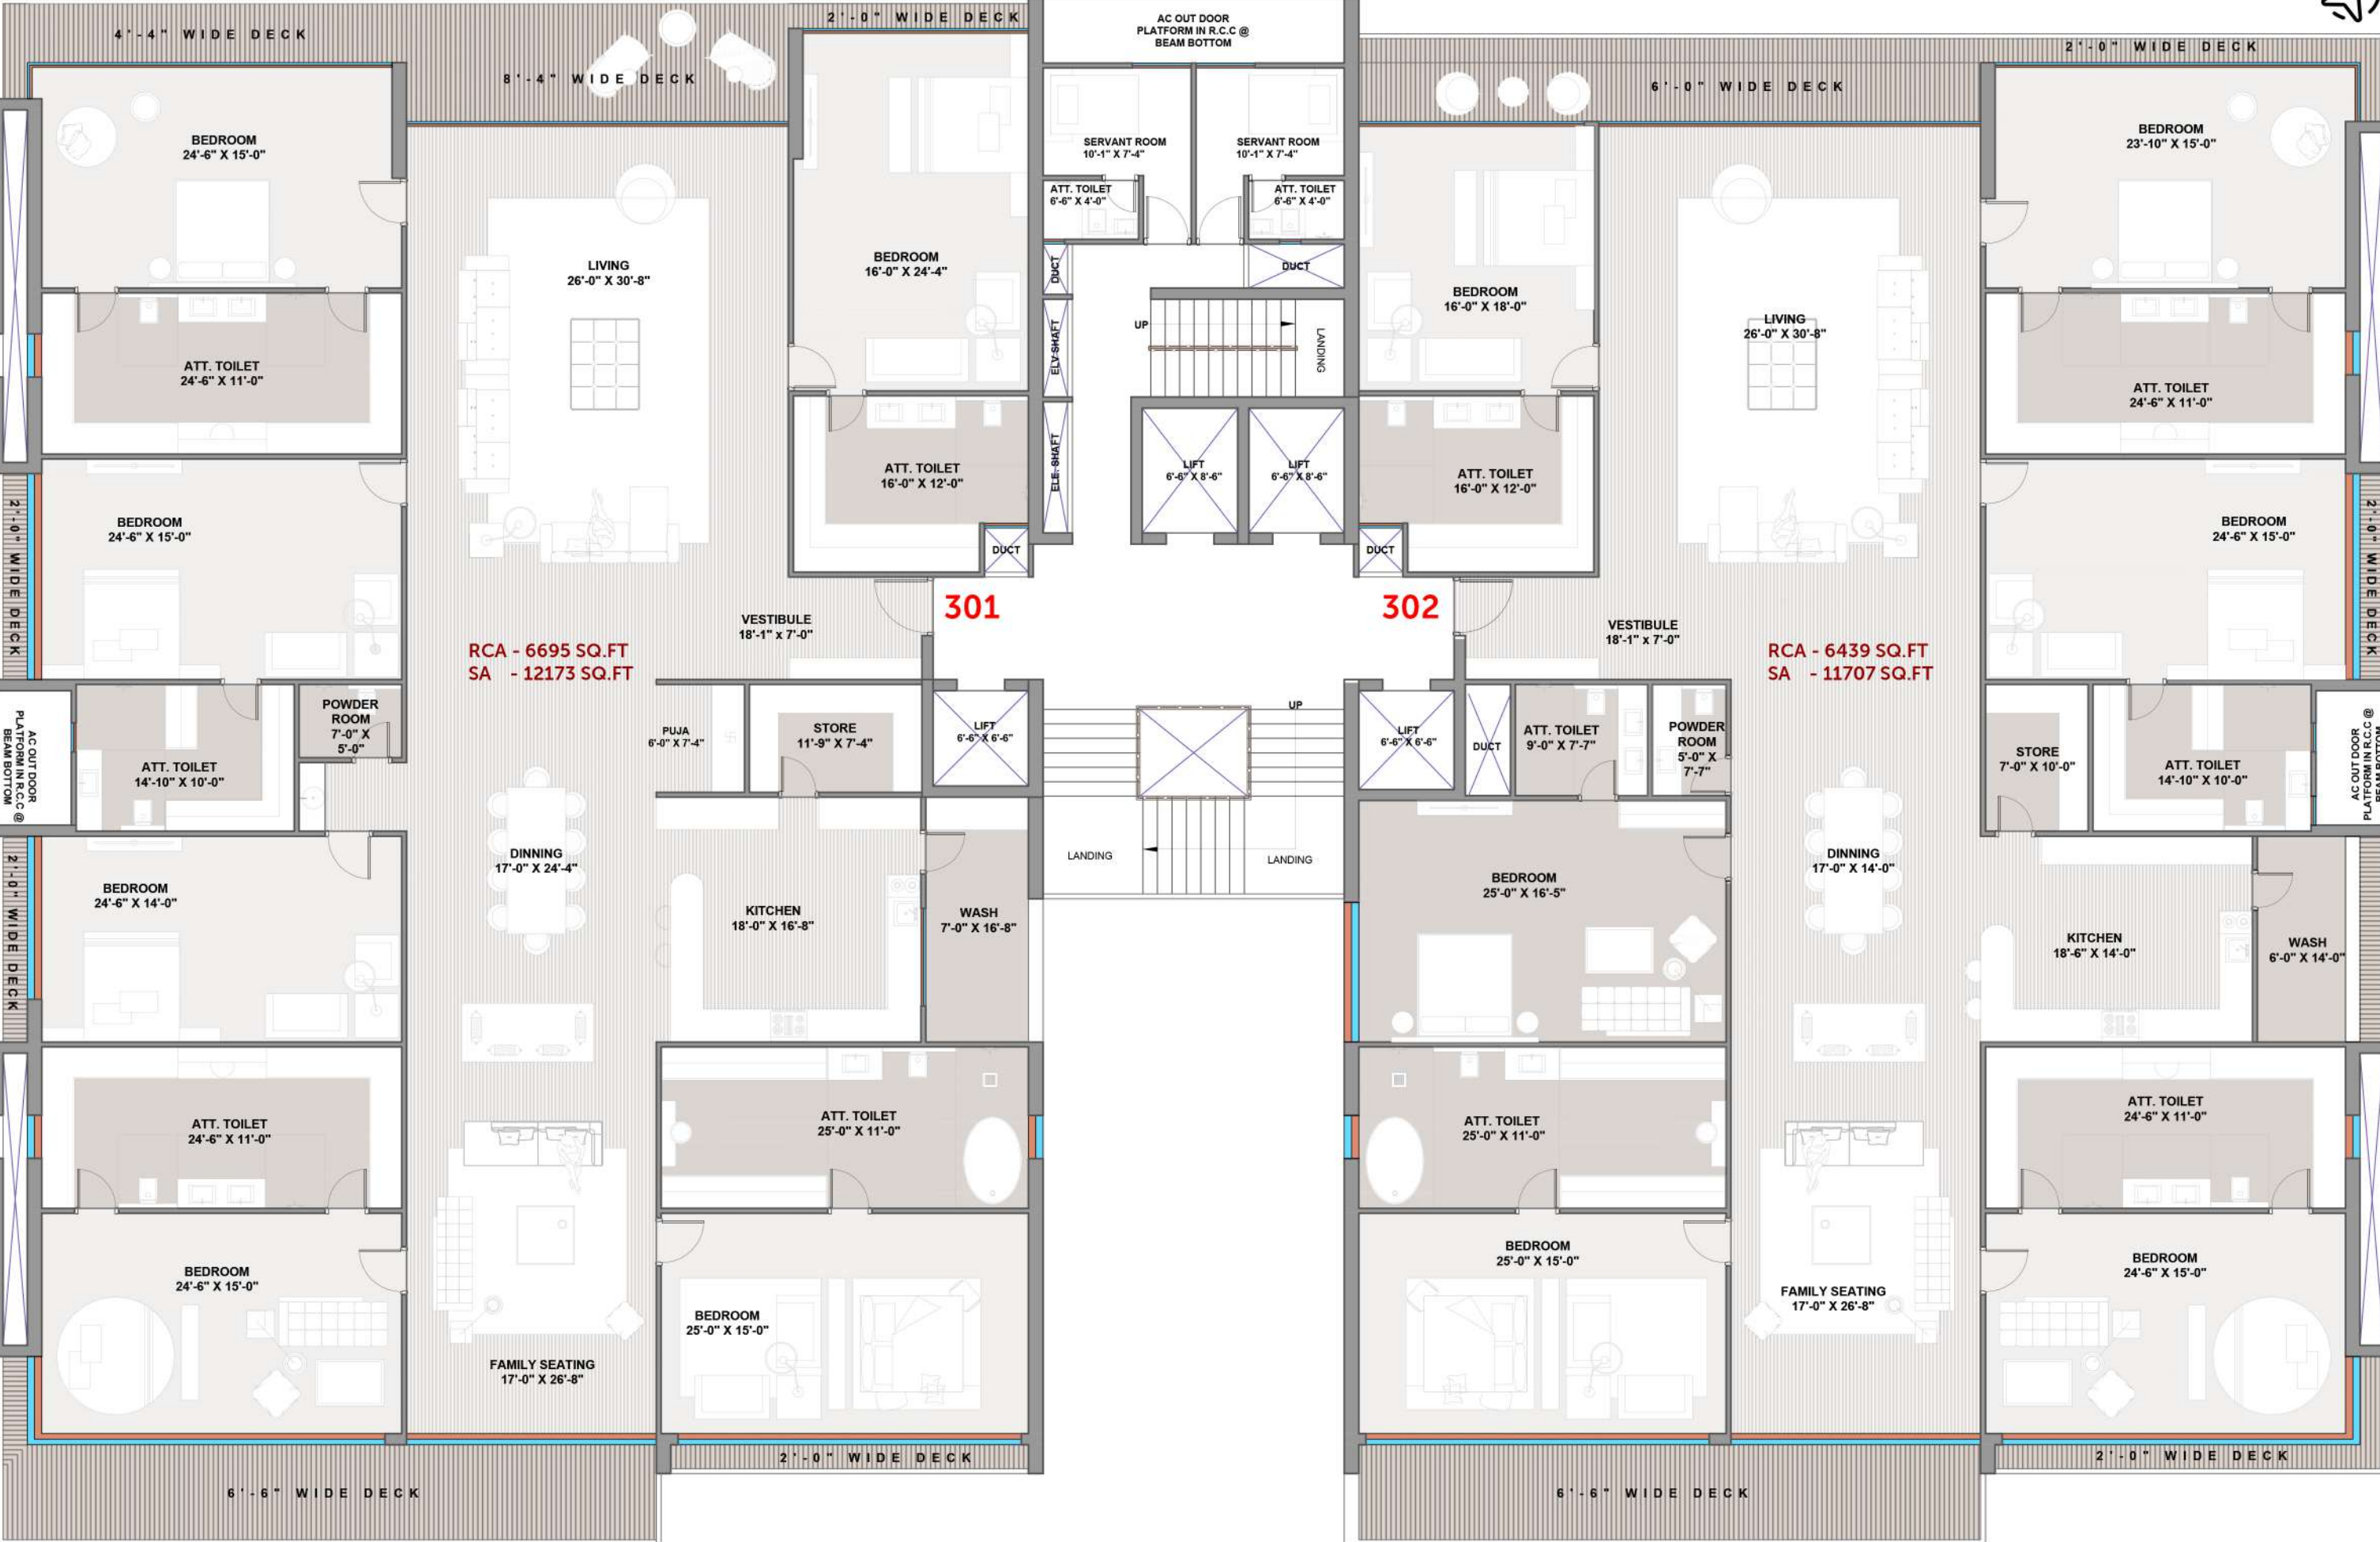 4'-4" WIDE DECK
8'-4" WIDE DECK
2'-0" WIDE DECK
AC OUT DOOR
PLATFORM IN R.C.C @
BEAM BOTTOM
6'-0" WIDE DECK
2'-0" WIDE DECK
BEDROOM
24'-6" X 15'-0"
LIVING
26'-0" X 30'-8"
BEDROOM
16'-0" X 24'-4"
SERVANT ROOM
10'-1" X 7'-4"
SERVANT ROOM
10'-1" X 7'-4"
ATT. TOILET
6'-6" X 4'-0"
ATT. TOILET
6'-6" X 4'-0"
DUCT
DUCT
ELV SHAFT
UP
LANDING
ELE. SHAFT
LIFT
6'-6" X 8'-6"
LIFT
6'-6" X 8'-6"
BEDROOM
16'-0" X 18'-0"
LIVING
26'-0" X 30'-8"
BEDROOM
23'-10" X 15'-0"
ATT. TOILET
24'-6" X 11'-0"
ATT. TOILET
16'-0" X 12'-0"
ATT. TOILET
16'-0" X 12'-0"
ATT. TOILET
24'-6" X 11'-0"
2'-0" WIDE DECK
BEDROOM
24'-6" X 15'-0"
DUCT
DUCT
BEDROOM
24'-6" X 15'-0"
2'-0" WIDE DECK
301
302
VESTIBULE
18'-1" x 7'-0"
VESTIBULE
18'-1" x 7'-0"
RCA - 6695 SQ.FT
SA - 12173 SQ.FT
RCA - 6439 SQ.FT
SA - 11707 SQ.FT
AC OUT DOOR
PLATFORM IN R.C.C @
BEAM BOTTOM
ATT. TOILET
14'-10" X 10'-0"
POWDER
ROOM
7'-0" X
5'-0"
PUJA
6'-0" X 7'-4"
STORE
11'-9" X 7'-4"
LIFT
6'-6" X 6'-6"
UP
LIFT
6'-6" X 6'-6"
DUCT
ATT. TOILET
9'-0" X 7'-7"
POWDER
ROOM
5'-0" X
7'-7"
STORE
7'-0" X 10'-0"
ATT. TOILET
14'-10" X 10'-0"
AC OUT DOOR
PLATFORM IN R.C.C @
BEAM BOTTOM
2'-0" WIDE DECK
BEDROOM
24'-6" X 14'-0"
DINNING
17'-0" X 24'-4"
KITCHEN
18'-0" X 16'-8"
WASH
7'-0" X 16'-8"
LANDING
LANDING
BEDROOM
25'-0" X 16'-5"
DINNING
17'-0" X 14'-0"
KITCHEN
18'-6" X 14'-0"
WASH
6'-0" X 14'-0"
ATT. TOILET
24'-6" X 11'-0"
ATT. TOILET
25'-0" X 11'-0"
ATT. TOILET
25'-0" X 11'-0"
ATT. TOILET
24'-6" X 11'-0"
BEDROOM
24'-6" X 15'-0"
FAMILY SEATING
17'-0" X 26'-8"
BEDROOM
25'-0" X 15'-0"
BEDROOM
25'-0" X 15'-0"
FAMILY SEATING
17'-0" X 26'-8"
BEDROOM
24'-6" X 15'-0"
6'-6" WIDE DECK
2'-0" WIDE DECK
6'-6" WIDE DECK
2'-0" WIDE DECK